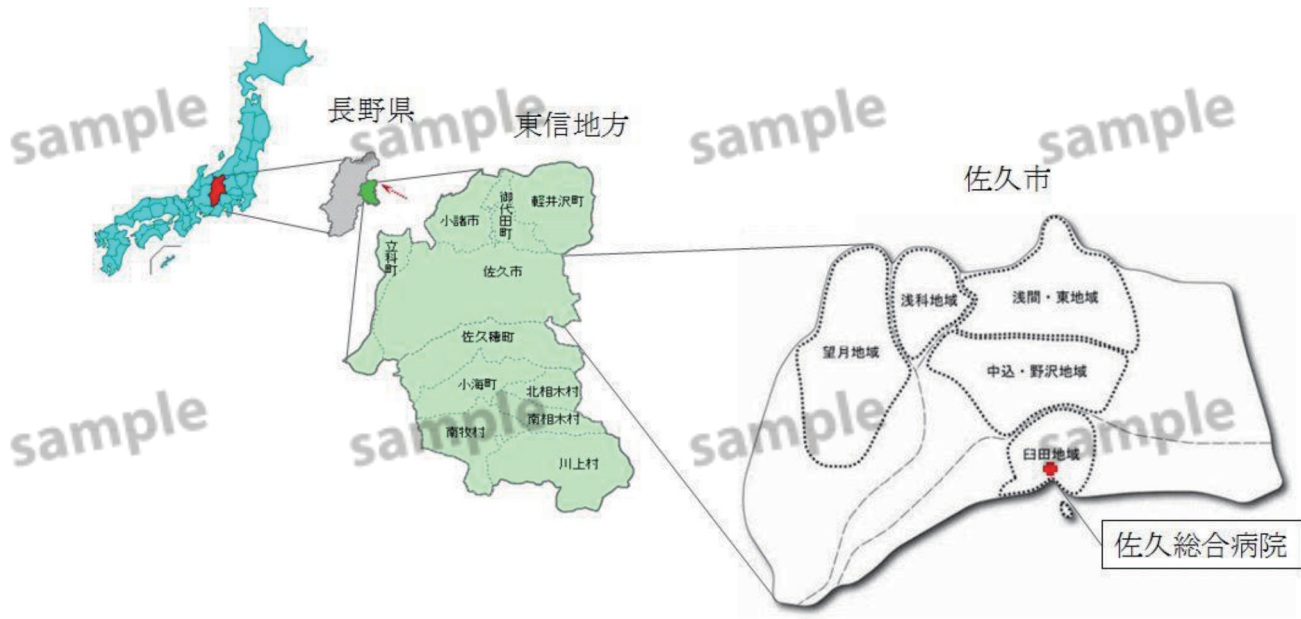 sample
sample
sample
sample
長野県
東信地方
佐久市
小諸市
御代田町
軽井沢町
立科町
佐久市
佐久穂町
小海町
北相木村
南相木村
南牧村
川上村
浅科地域
浅間・東地域
望月地域
中込・野沢地域
臼田地域
sample
sample
sample
sample
佐久総合病院